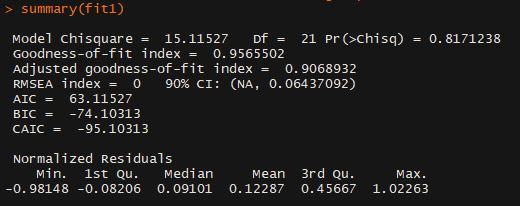 > summary(fit1)
Model Chisquare =  15.11527   Df =  21 Pr(>Chisq) = 0.8171238
Goodness-of-fit index =  0.9565502
Adjusted goodness-of-fit index =  0.9068932
RMSEA index =  0   90% CI: (NA, 0.06437092)
AIC =  63.11527
BIC =  -74.10313
CAIC =  -95.10313
Normalized Residuals
Min.  1st Qu.   Median     Mean  3rd Qu.     Max.
-0.98148 -0.08206  0.09101  0.12287  0.45667  1.02263